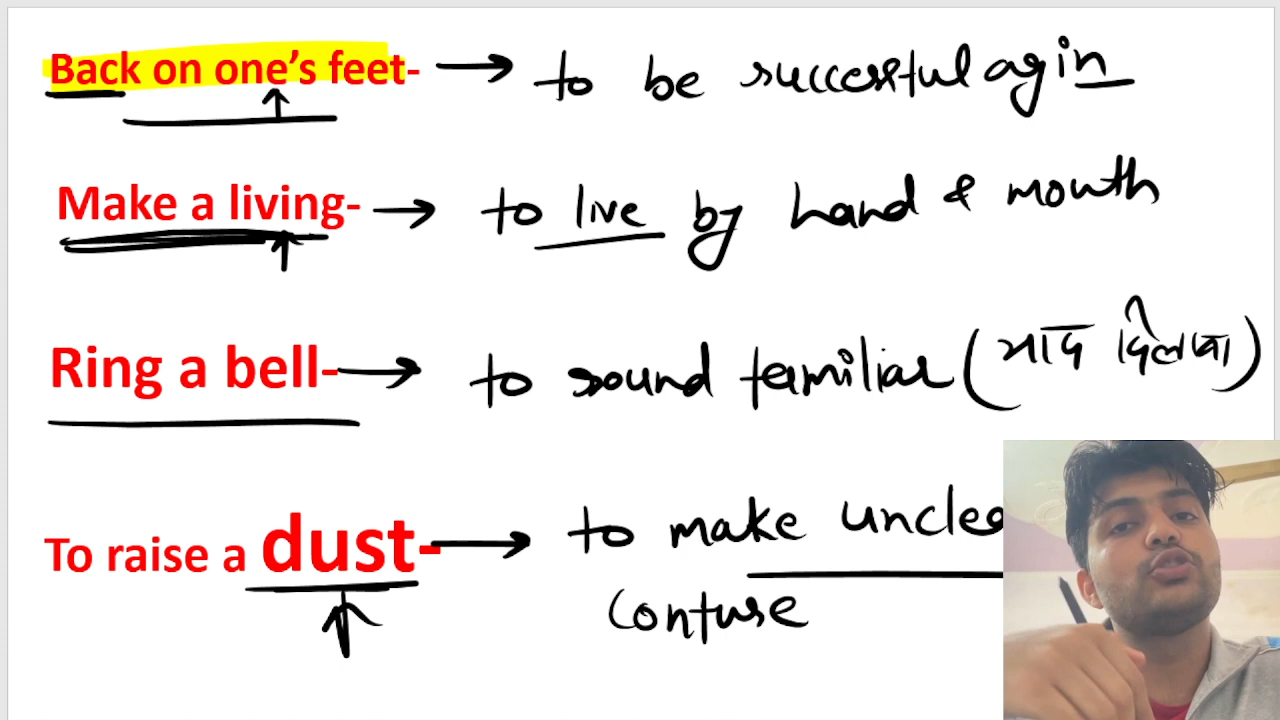 Back on one's feet- → to be successful agin
Make a living- → to live by hand & mouth
Ring a bell- → to sound familiar (याद दिलाना)
To raise a dust- → to make unclea
confuse